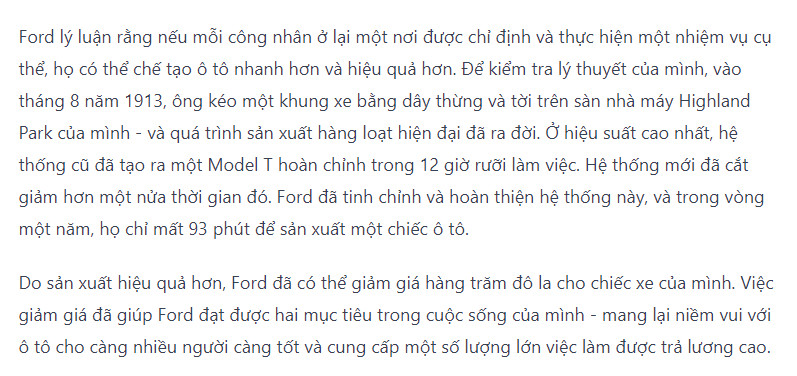 Ford lý luận rằng nếu mỗi công nhân ở lại một nơi được chỉ định và thực hiện một nhiệm vụ cụ
thể, họ có thể chế tạo ô tô nhanh hơn và hiệu quả hơn. Để kiểm tra lý thuyết của mình, vào
tháng 8 năm 1913, ông kéo một khung xe bằng dây thừng và tời trên sàn nhà máy Highland
Park của mình - và quá trình sản xuất hàng loạt hiện đại đã ra đời. Ở hiệu suất cao nhất, hệ
thống cũ đã tạo ra một Model T hoàn chỉnh trong 12 giờ rưỡi làm việc. Hệ thống mới đã cắt
giảm hơn một nửa thời gian đó. Ford đã tinh chỉnh và hoàn thiện hệ thống này, và trong vòng
một năm, họ chỉ mất 93 phút để sản xuất một chiếc ô tô.
Do sản xuất hiệu quả hơn, Ford đã có thể giảm giá hàng trăm đô la cho chiếc xe của mình. Việc
giảm giá đã giúp Ford đạt được hai mục tiêu trong cuộc sống của mình - mang lại niềm vui với
ô tô cho càng nhiều người càng tốt và cung cấp một số lượng lớn việc làm được trả lương cao.